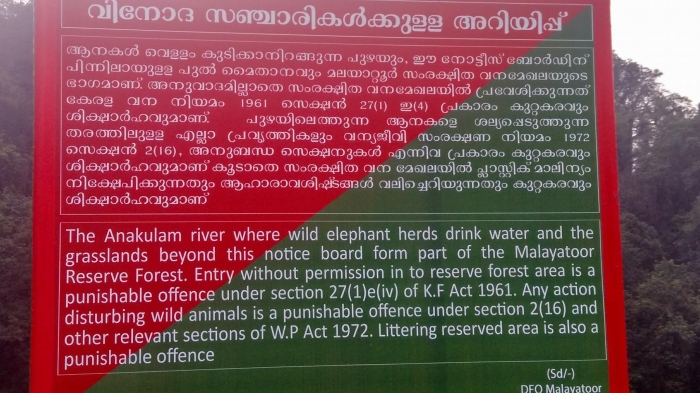 വിനോദ സഞ്ചാരികൾക്കുള്ള അറിയിപ്പ്
ആനകൾ വെള്ളം കുടിക്കാനിറങ്ങുന്ന പുഴയും, ഈ നോട്ടീസ് ബോർഡിന്
പിന്നിലായുളള പുൽ മൈതാനവും മലയാറ്റൂർ സംരക്ഷിത വനമേഖലയുടെ
ഭാഗമാണ്. അനുവാദമില്ലാതെ സംരക്ഷിത വനമേഖലയിൽ പ്രവേശിക്കുന്നത്
കേരള വന നിയമം 1961 സെക്ഷൻ 27(1) ഇ(4) പ്രകാരം കുറ്റകരവും
ശിക്ഷാർഹവുമാണ്. പുഴയിലെത്തുന്ന ആനകളെ ശല്യപ്പെടുത്തുന്ന
തരത്തിലുളള എല്ലാ പ്രവൃത്തികളും വന്യജീവി സംരക്ഷണ നിയമം 1972
സെക്ഷൻ 2(16), അനുബന്ധ സെക്ഷനുകൾ എന്നിവ പ്രകാരം കുറ്റകരവും
ശിക്ഷാർഹവുമാണ് കൂടാതെ സംരക്ഷിത വന മേഖലയിൽ പ്ലാസ്റ്റിക് മാലിന്യം
നിക്ഷേപിക്കുന്നതും ആഹാരാവശിഷ്ടങ്ങൾ വലിച്ചെറിയുന്നതും കുറ്റകരവും
ശിക്ഷാർഹവുമാണ്
The Anakulam river where wild elephant herds drink water and the
grasslands beyond this notice board form part of the Malayatoor
Reserve Forest. Entry without permission in to reserve forest area is a
punishable offence under section 27(1)e(iv) of K.F Act 1961. Any action
disturbing wild animals is a punishable offence under section 2(16) and
other relevant sections of W.P Act 1972. Littering reserved area is also a
punishable offence
(Sd/-)
DFO Malayatoor